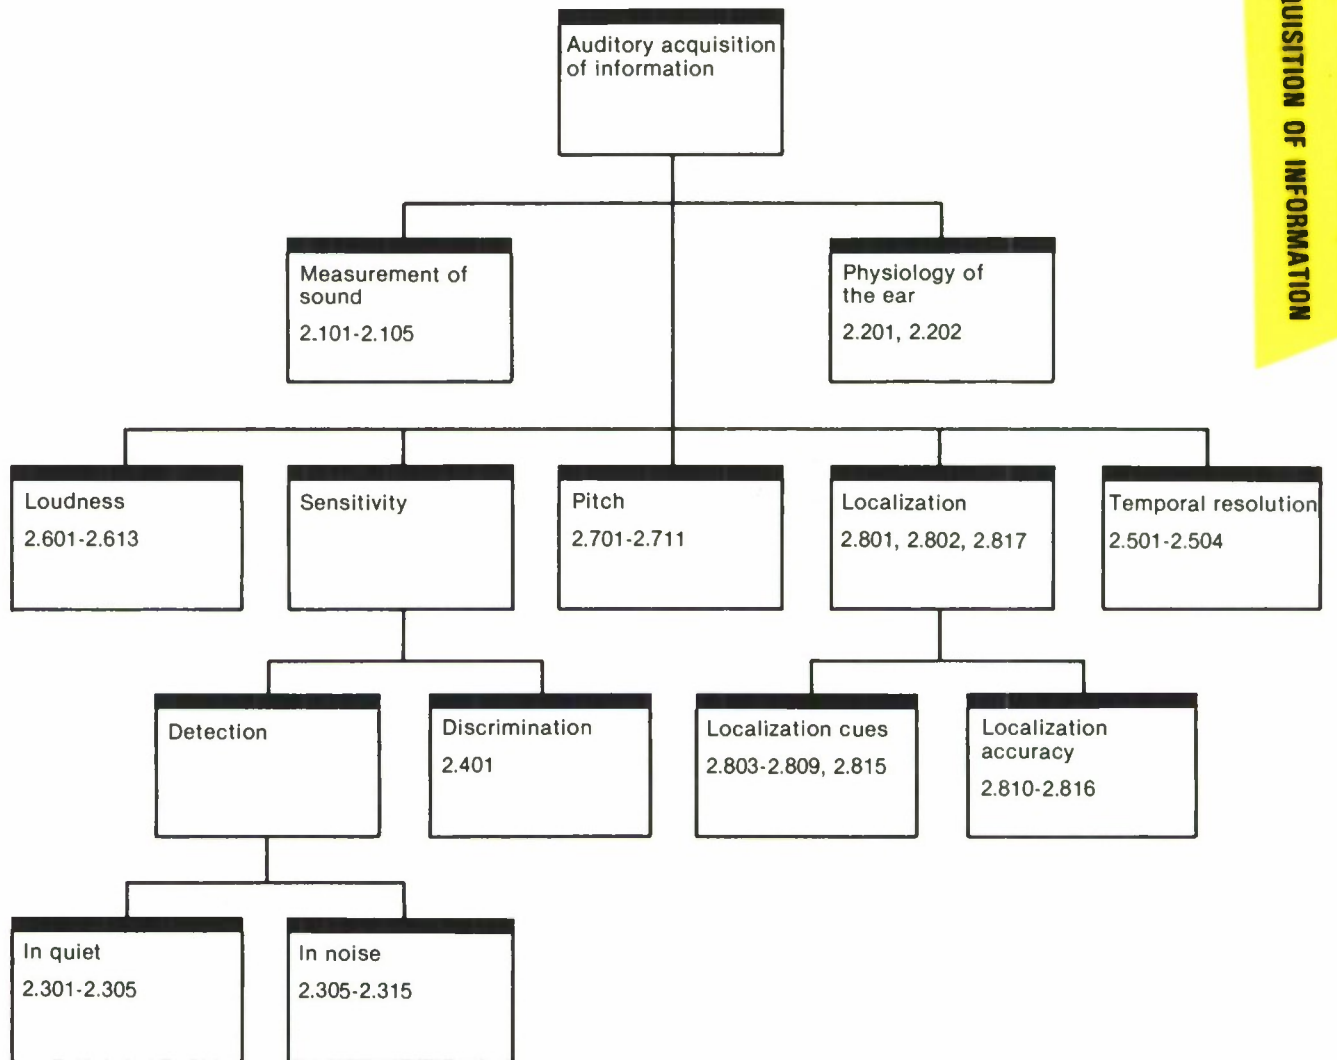 Auditory acquisition
of information
OF INFORMATION
Measurement of
sound
2.101-2.105
Physiology of
the ear
2.201, 2.202
Loudness
2.601-2.613
Sensitivity
Pitch
2.701-2.711
Localization
2.801, 2.802, 2.817
Temporal resolution
2.501-2.504
Detection
Discrimination
2.401
Localization cues
2.803-2.809, 2.815
Localization
accuracy
2.810-2.816
In quiet
2.301-2.305
In noise
2.305-2.315